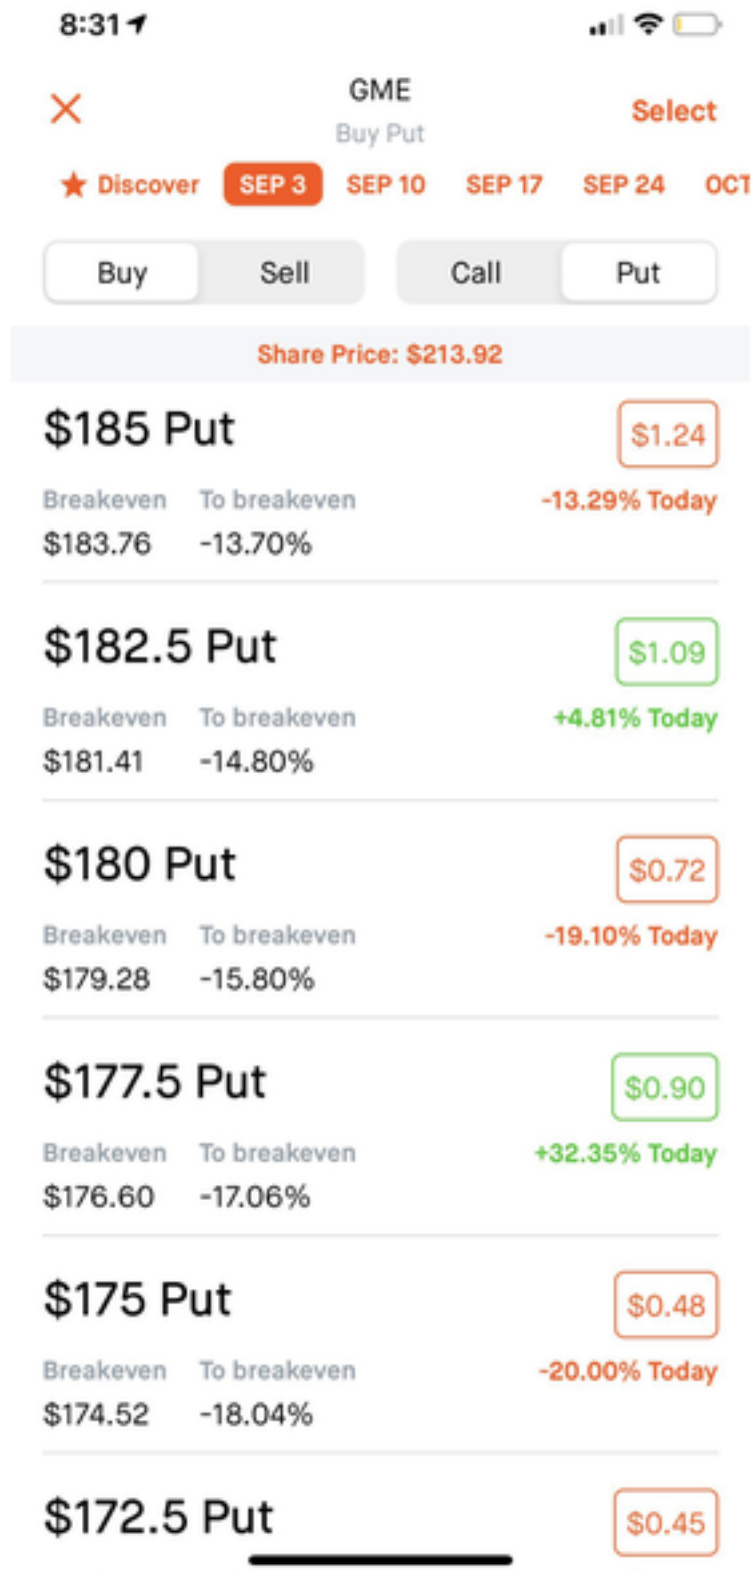 8:31
GME
Select
Buy Put
Discover SEP 3 SEP 10 SEP 17 SEP 24 OCT
Buy Sell Call Put
Share Price: $213.92
$185 Put $1.24
Breakeven To breakeven -13.29% Today
$183.76 -13.70%
$182.5 Put $1.09
Breakeven To breakeven +4.81% Today
$181.41 -14.80%
$180 Put $0.72
Breakeven To breakeven -19.10% Today
$179.28 -15.80%
$177.5 Put $0.90
Breakeven To breakeven +32.35% Today
$176.60 -17.06%
$175 Put $0.48
Breakeven To breakeven -20.00% Today
$174.52 -18.04%
$172.5 Put $0.45